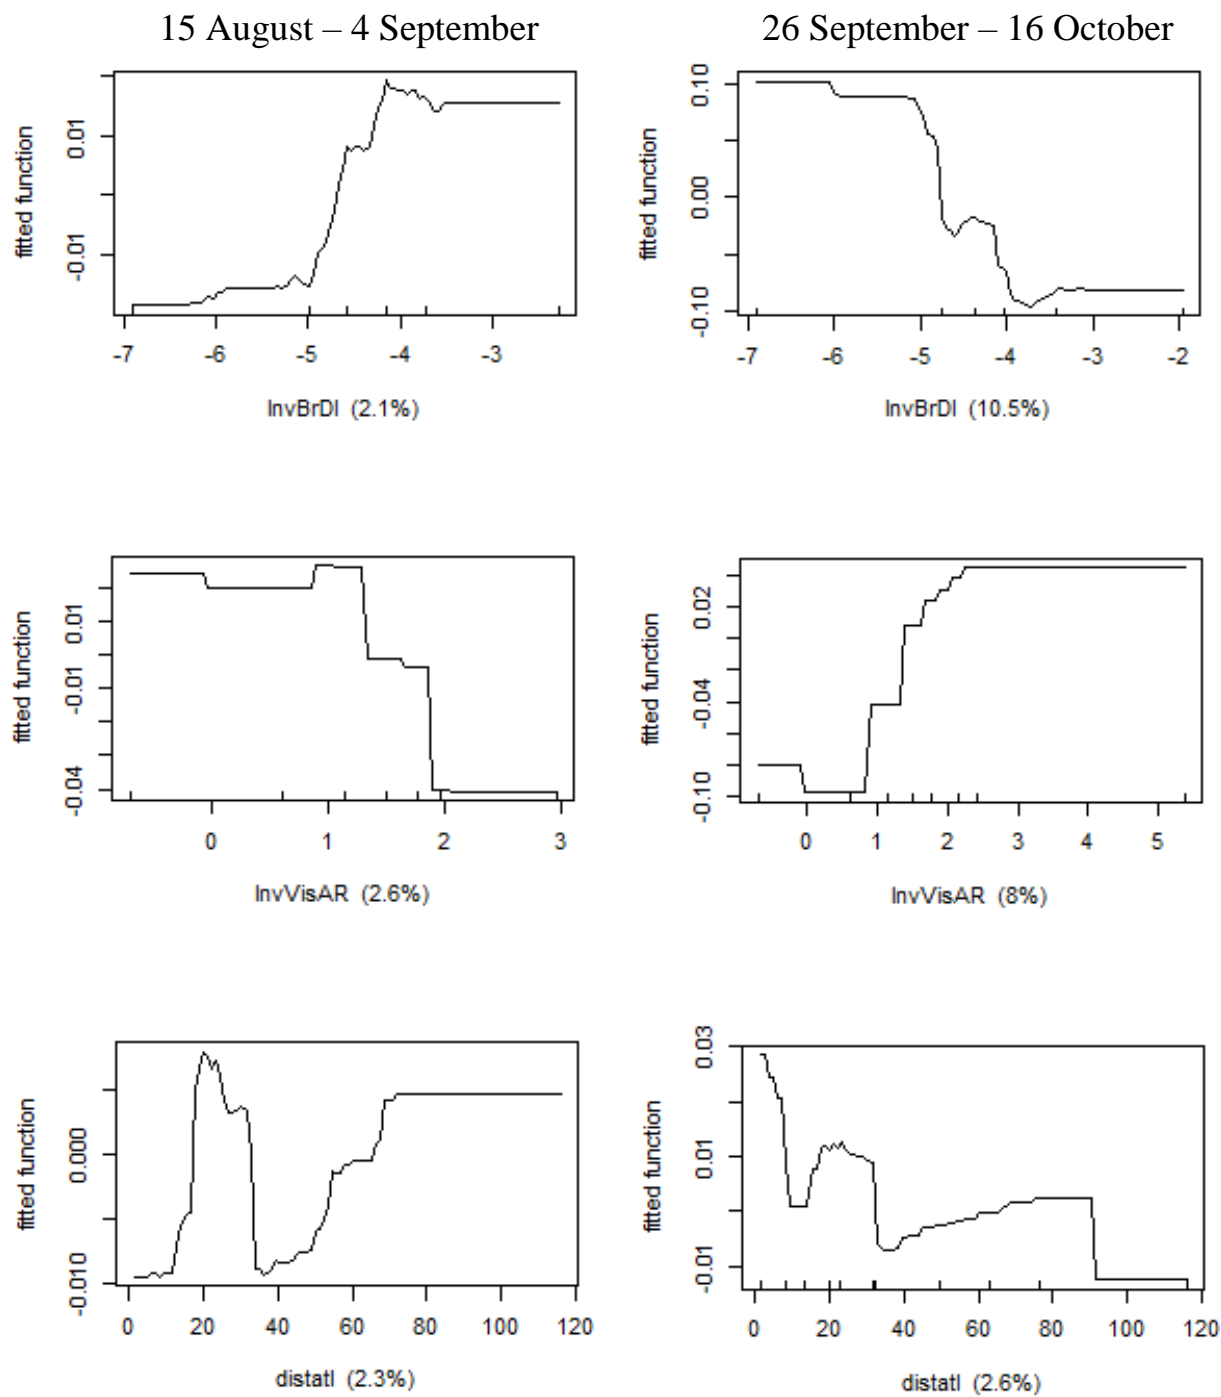 15 August – 4 September
26 September – 16 October
fitted function
0.01
-0.01
-7 -6 -5 -4 -3
lnvBrDl (2.1%)
fitted function
0.10
0.00
-0.10
-7 -6 -5 -4 -3 -2
lnvBrDl (10.5%)
fitted function
0.01
-0.01
-0.04
0 1 2 3
lnvVisAR (2.6%)
fitted function
0.02
-0.04
-0.10
0 1 2 3 4 5
lnvVisAR (8%)
fitted function
0.000
-0.010
0 20 40 60 80 100 120
distatl (2.3%)
fitted function
0.03
0.01
-0.01
0 20 40 60 80 100 120
distatl (2.6%)